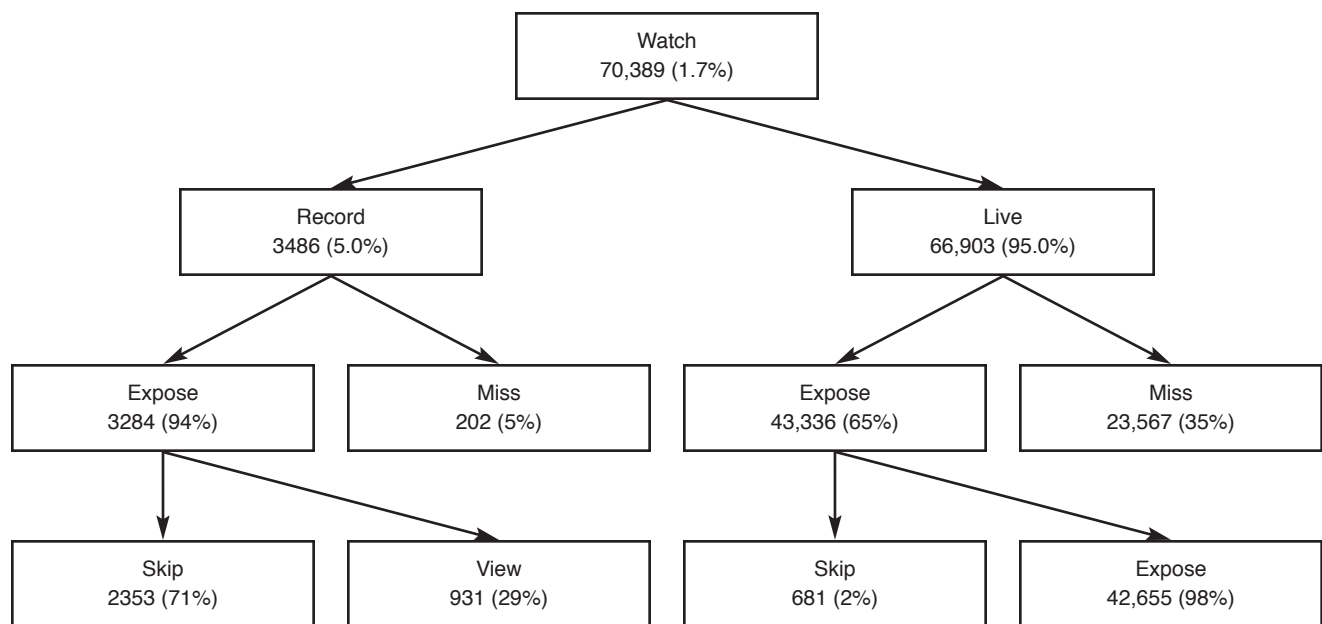 Watch
70,389 (1.7%)
Record
3486 (5.0%)
Live
66,903 (95.0%)
Expose
3284 (94%)
Miss
202 (5%)
Expose
43,336 (65%)
Miss
23,567 (35%)
Skip
2353 (71%)
View
931 (29%)
Skip
681 (2%)
Expose
42,655 (98%)